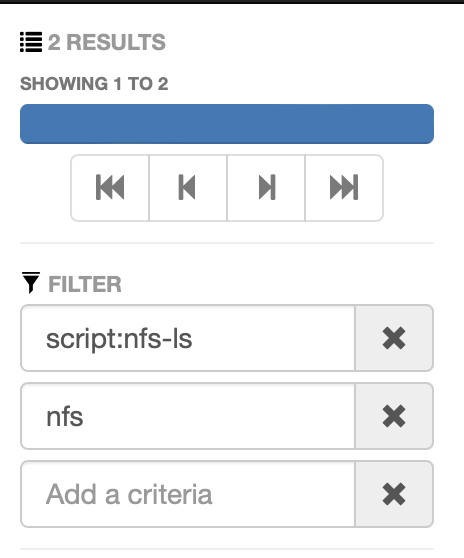 2 RESULTS
SHOWING 1 TO 2
FILTER
script:nfs-ls
nfs
Add a criteria